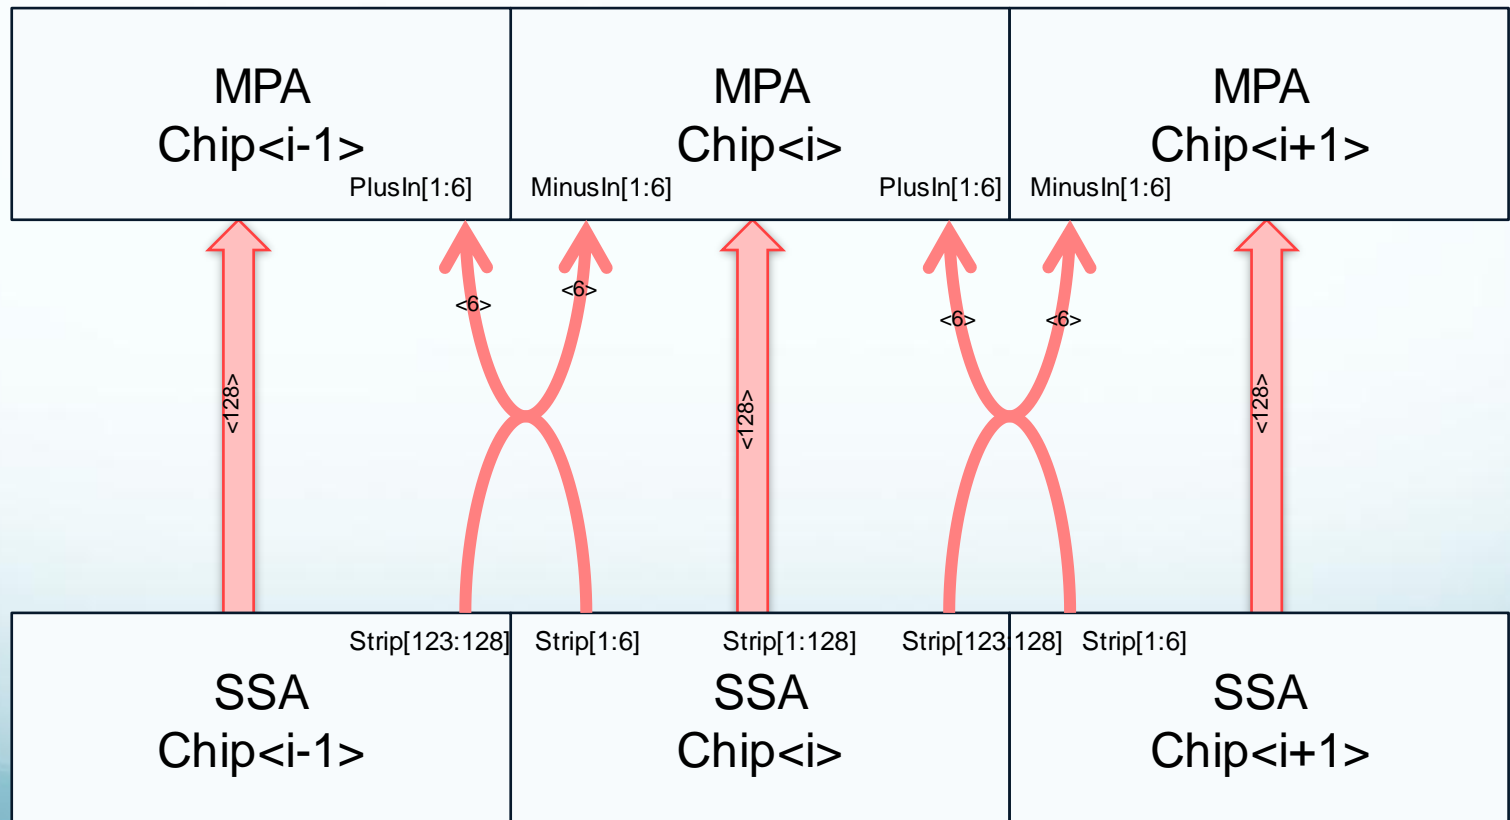 MPA
Chip<i-1>
MPA
Chip<i>
MPA
Chip<i+1>
PlusIn[1:6]
MinusIn[1:6]
PlusIn[1:6]
MinusIn[1:6]
<6>
<6>
<6>
<6>
<128>
<128>
<128>
Strip[123:128]
Strip[1:6]
Strip[1:128]
Strip[123:128]
Strip[1:6]
SSA
Chip<i-1>
SSA
Chip<i>
SSA
Chip<i+1>